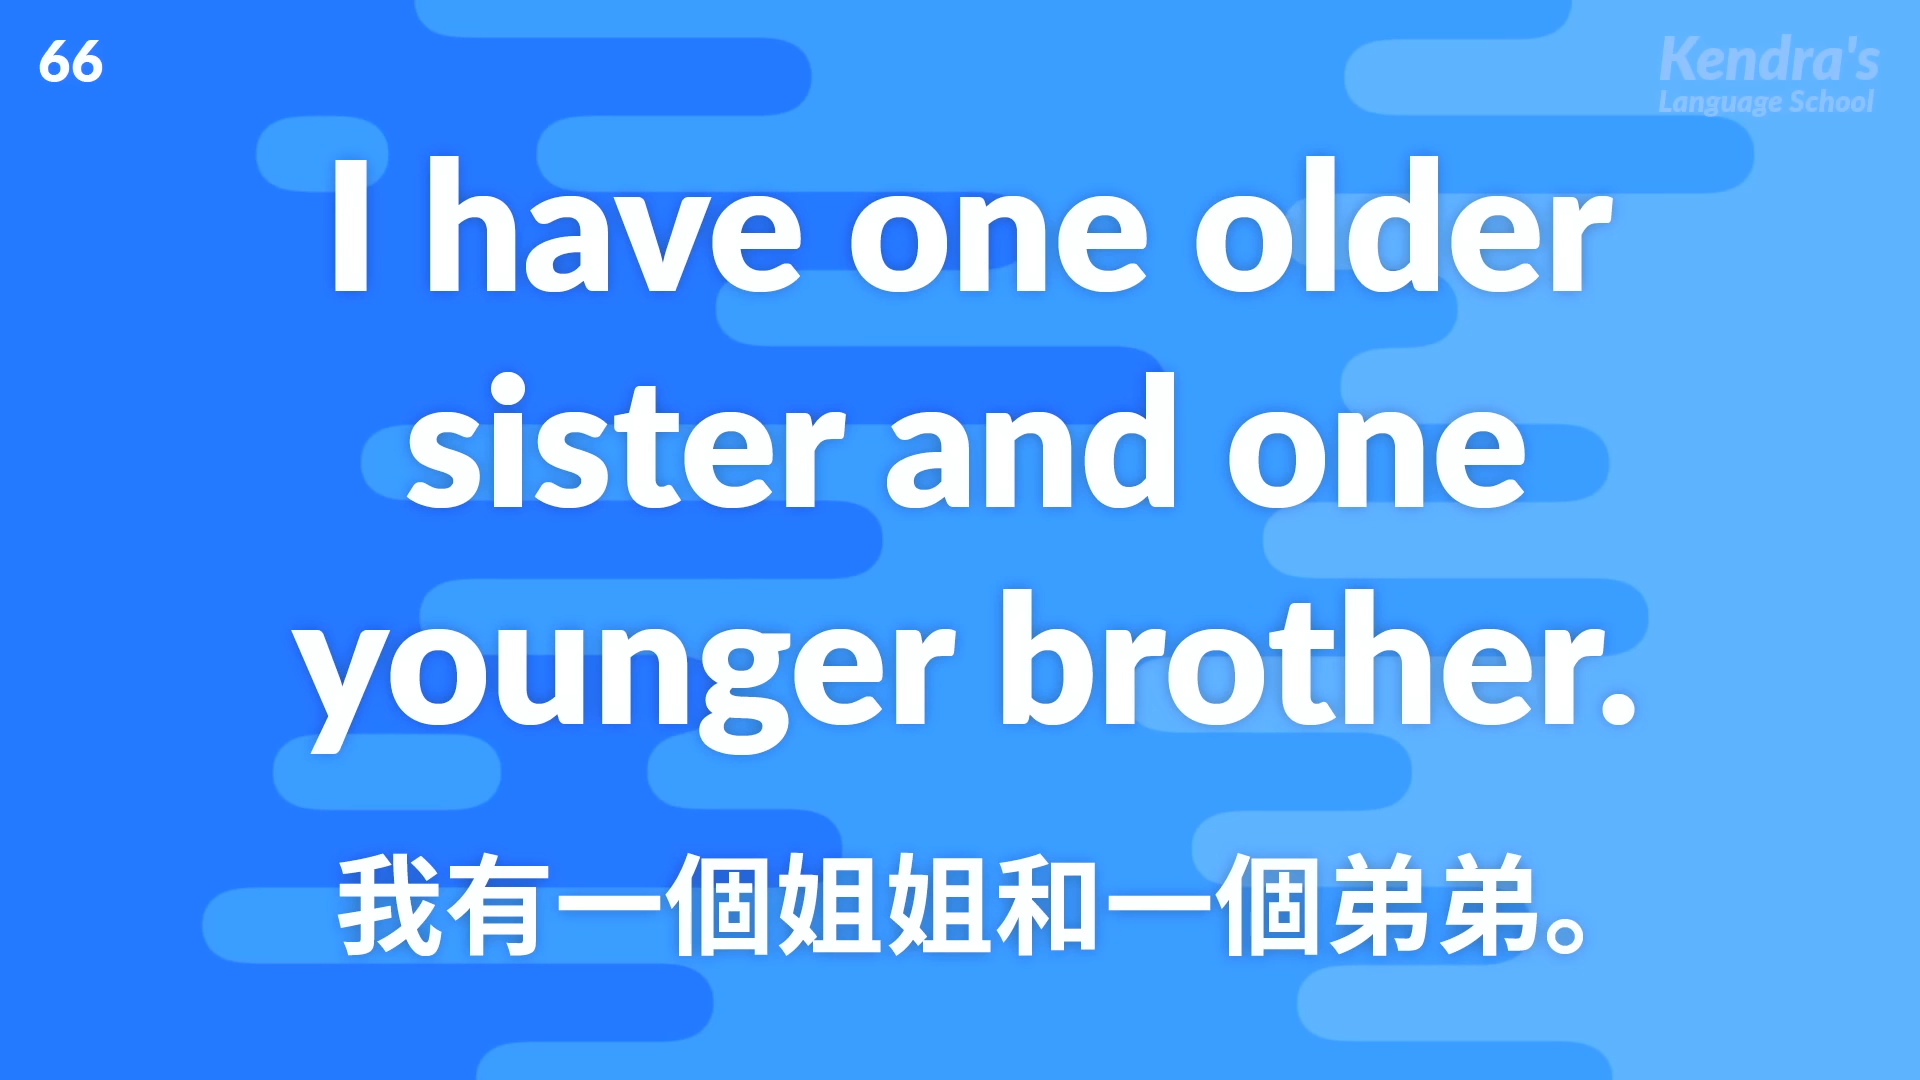 66
Kendra's
Language School
I have one older
sister and one
younger brother.
我有一個姐姐和一個弟弟。